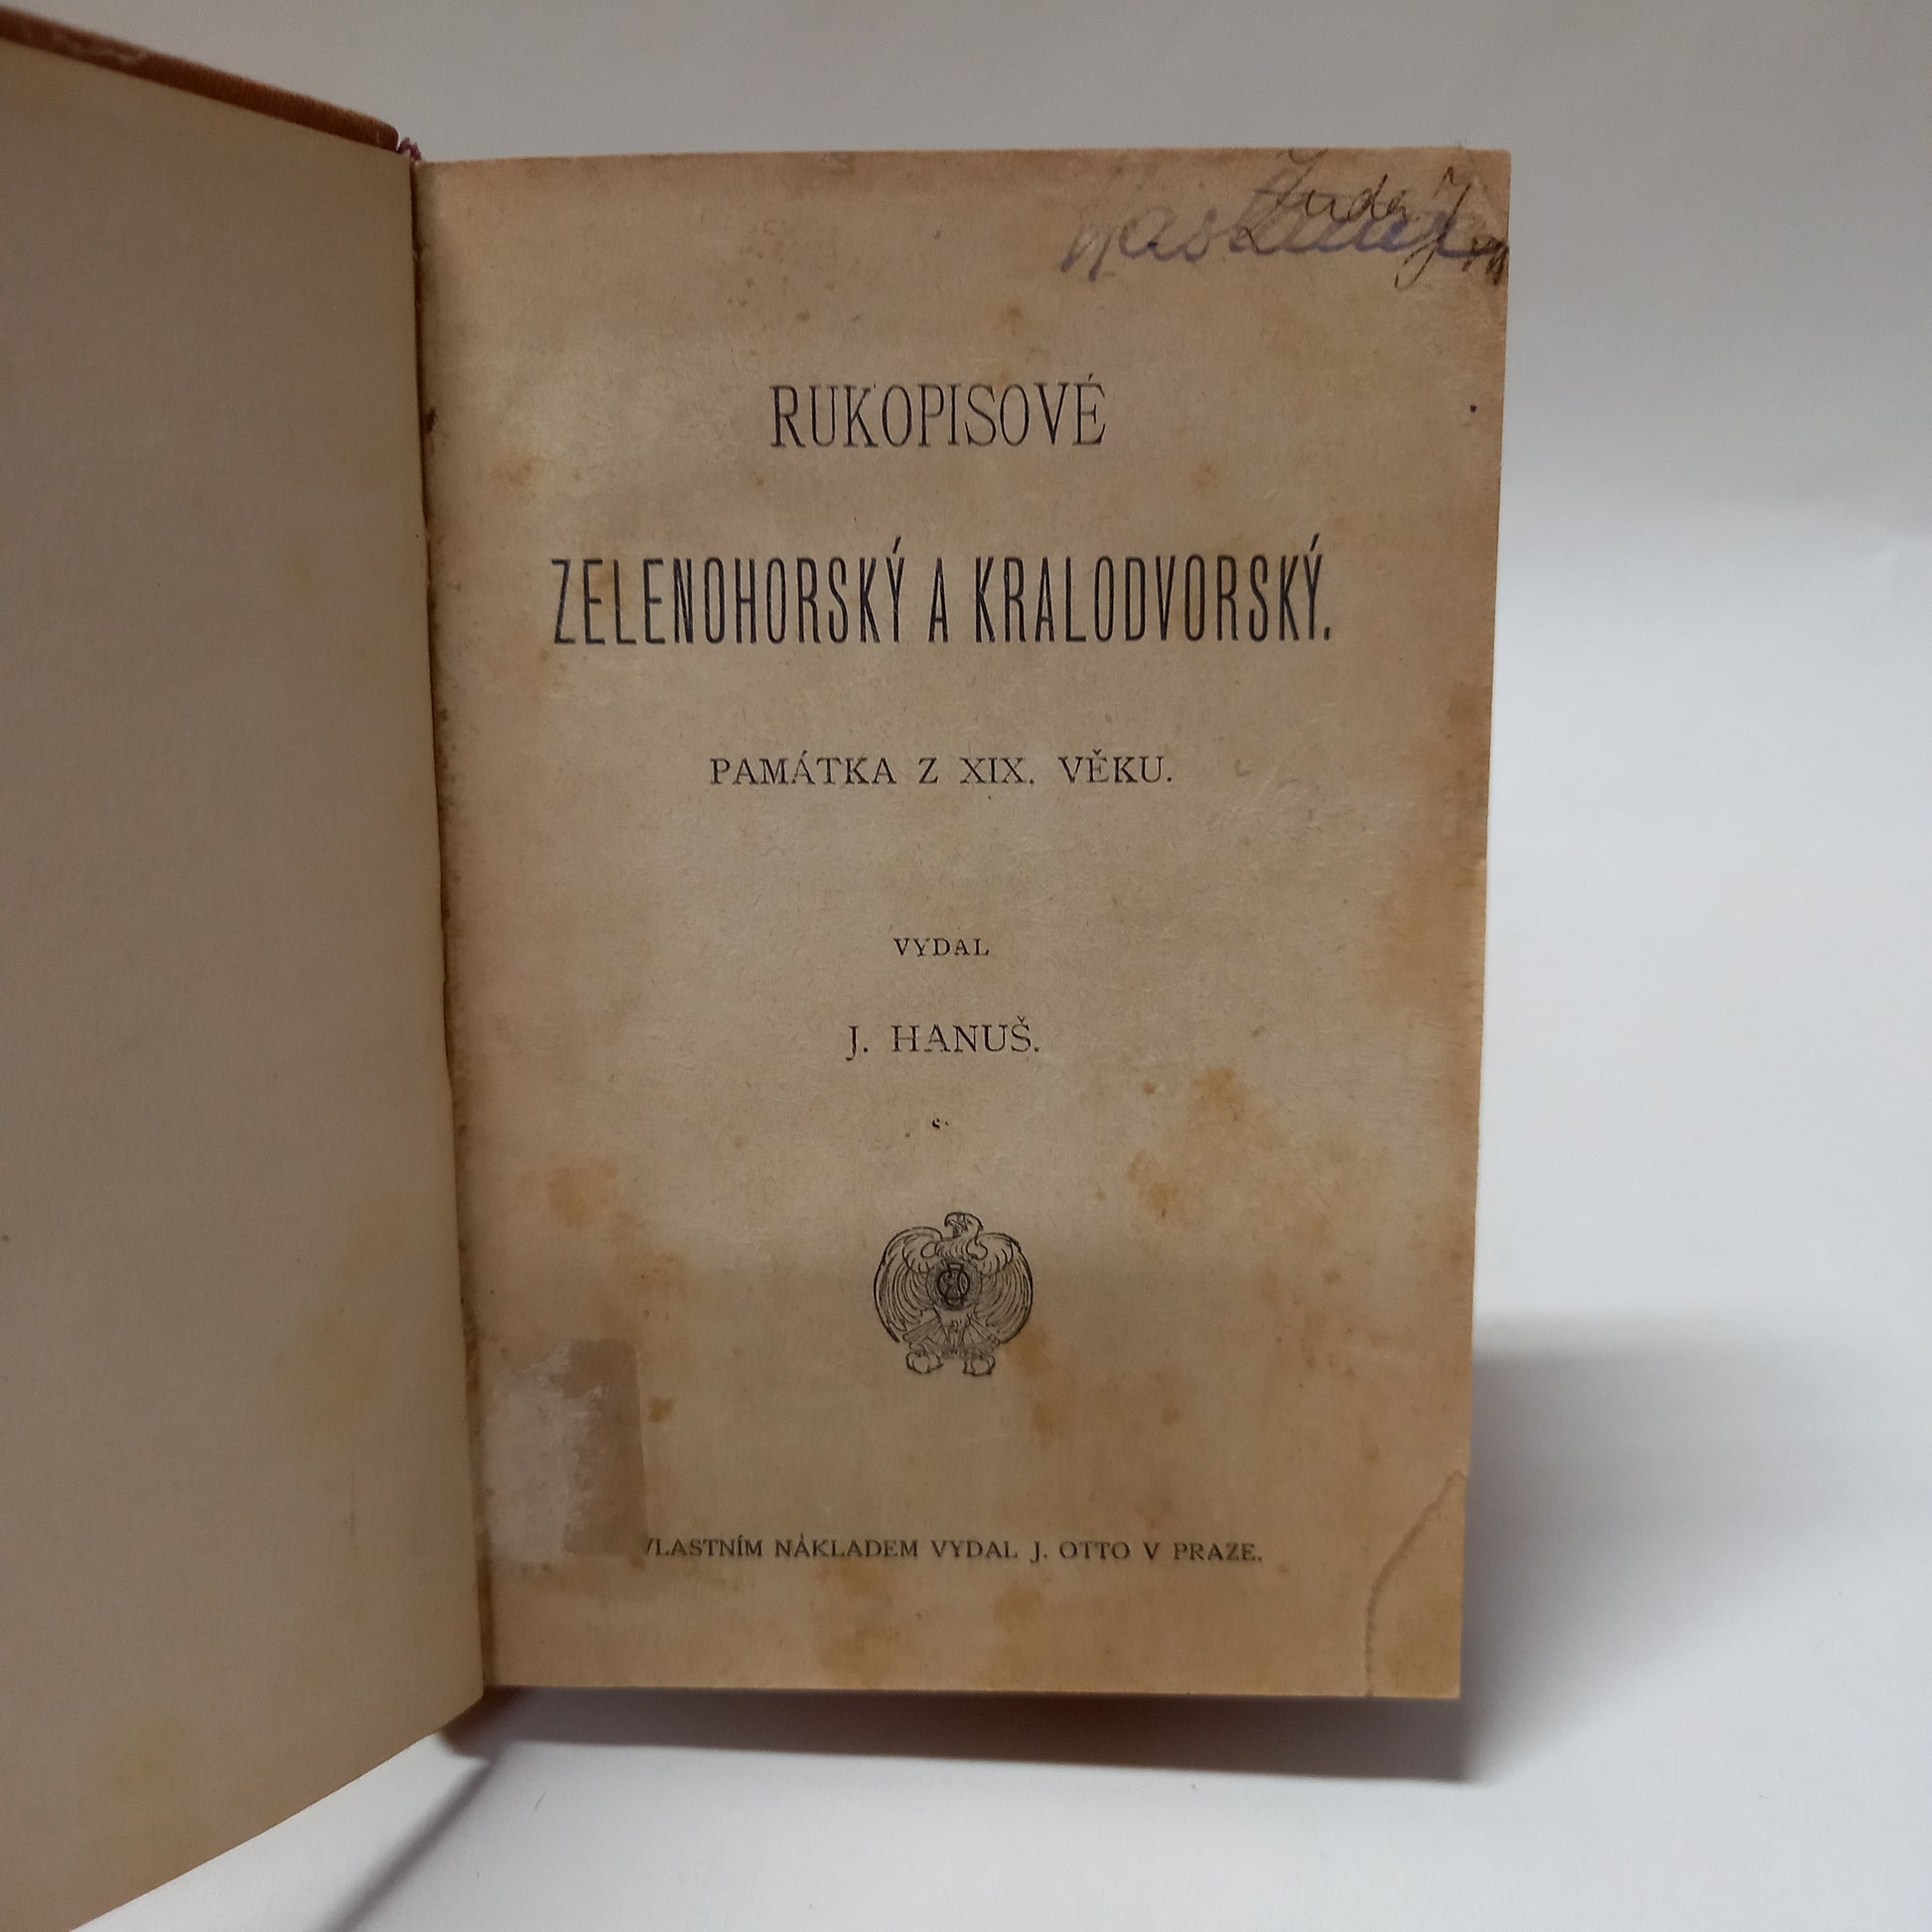 RUKOPISOVÉ
ZELENOHORSKÝ A KRALODVORSKÝ.
PAMÁTKA Z XIX. VĚKU.
VYDAL
J. HANUŠ.
VLASTNÍM NÁKLADEM VYDAL J. OTTO V PRAZE.